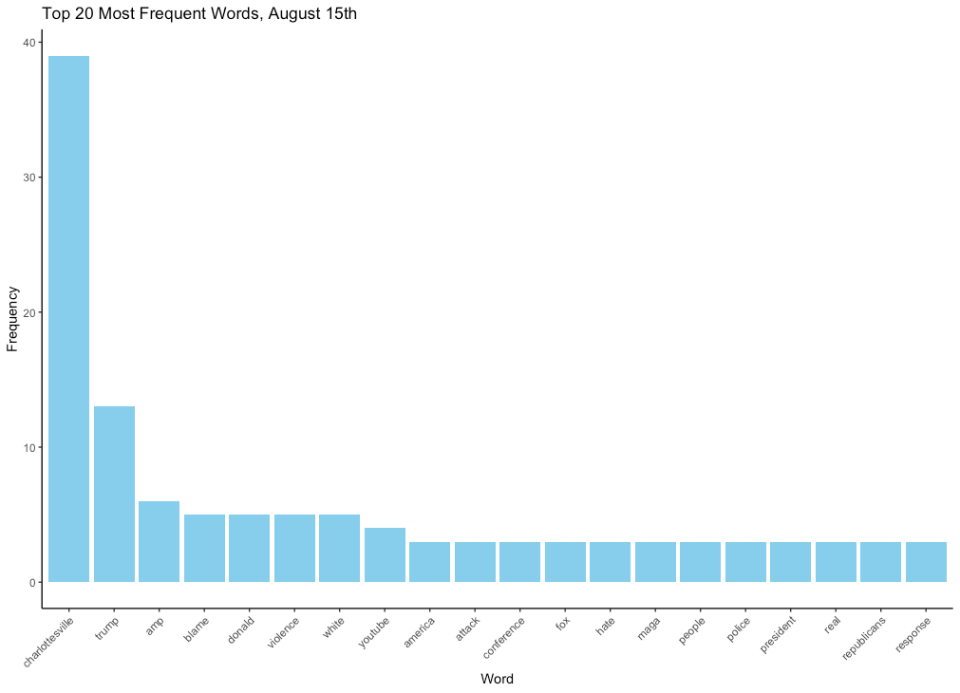 Top 20 Most Frequent Words, August 15th
40
30
20
10
0
Frequency
charlottesville
trump
amp
blame
donald
violence
white
youtube
america
attack
conference
fox
hate
maga
people
police
president
real
republicans
response
Word